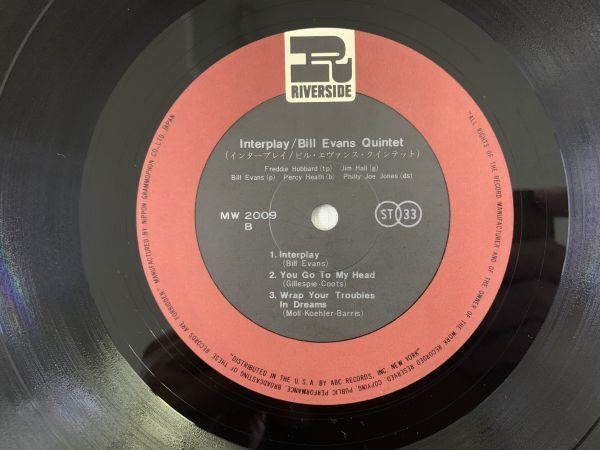 R
RIVERSIDE
Interplay/Bill Evans Quintet
(インタープレイ/ビル・エヴァンス・クインテット)
Freddie Hubbard(tp) Jim Hall(g)
Bill Evans(p) Percy Heath(b) Philly Joe Jones(ds)
MW 2009
B
ST 33
1. Interplay
(Bill Evans)
2. You Go To My Head
(Gillespie-Coots)
3. Wrap Your Troubles
In Dreams
(Moll-Koehler-Barris)
"ALL RIGHTS OF THE RECORD MANUFACTURER AND OF THE OWNER OF THE WORK RECORDED RESERVED. COPYING, PUBLIC PERFORMANCE, BROADCASTING OF THESE RECORDS ARE FORBIDDEN." MANUFACTURED BY NIPPON GRAMMOPHON CO., LTD. JAPAN
"DISTRIBUTED IN THE U.S.A. BY ABC RECORDS, INC. NEW YORK"